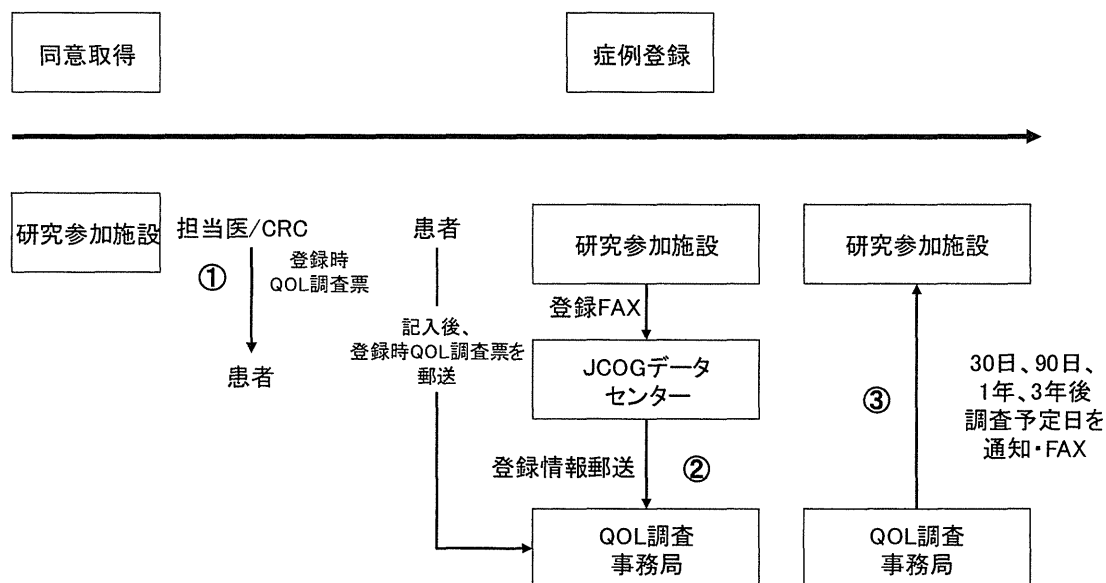 同意取得
症例登録
研究参加施設
担当医/CRC
①
登録時
QOL調査票
患者
患者
記入後、
登録時QOL調査票を
郵送
研究参加施設
登録FAX
JCOGデータ
センター
登録情報郵送
②
QOL調査
事務局
研究参加施設
③
30日、90日、
1年、3年後
調査予定日を
通知・FAX
QOL調査
事務局